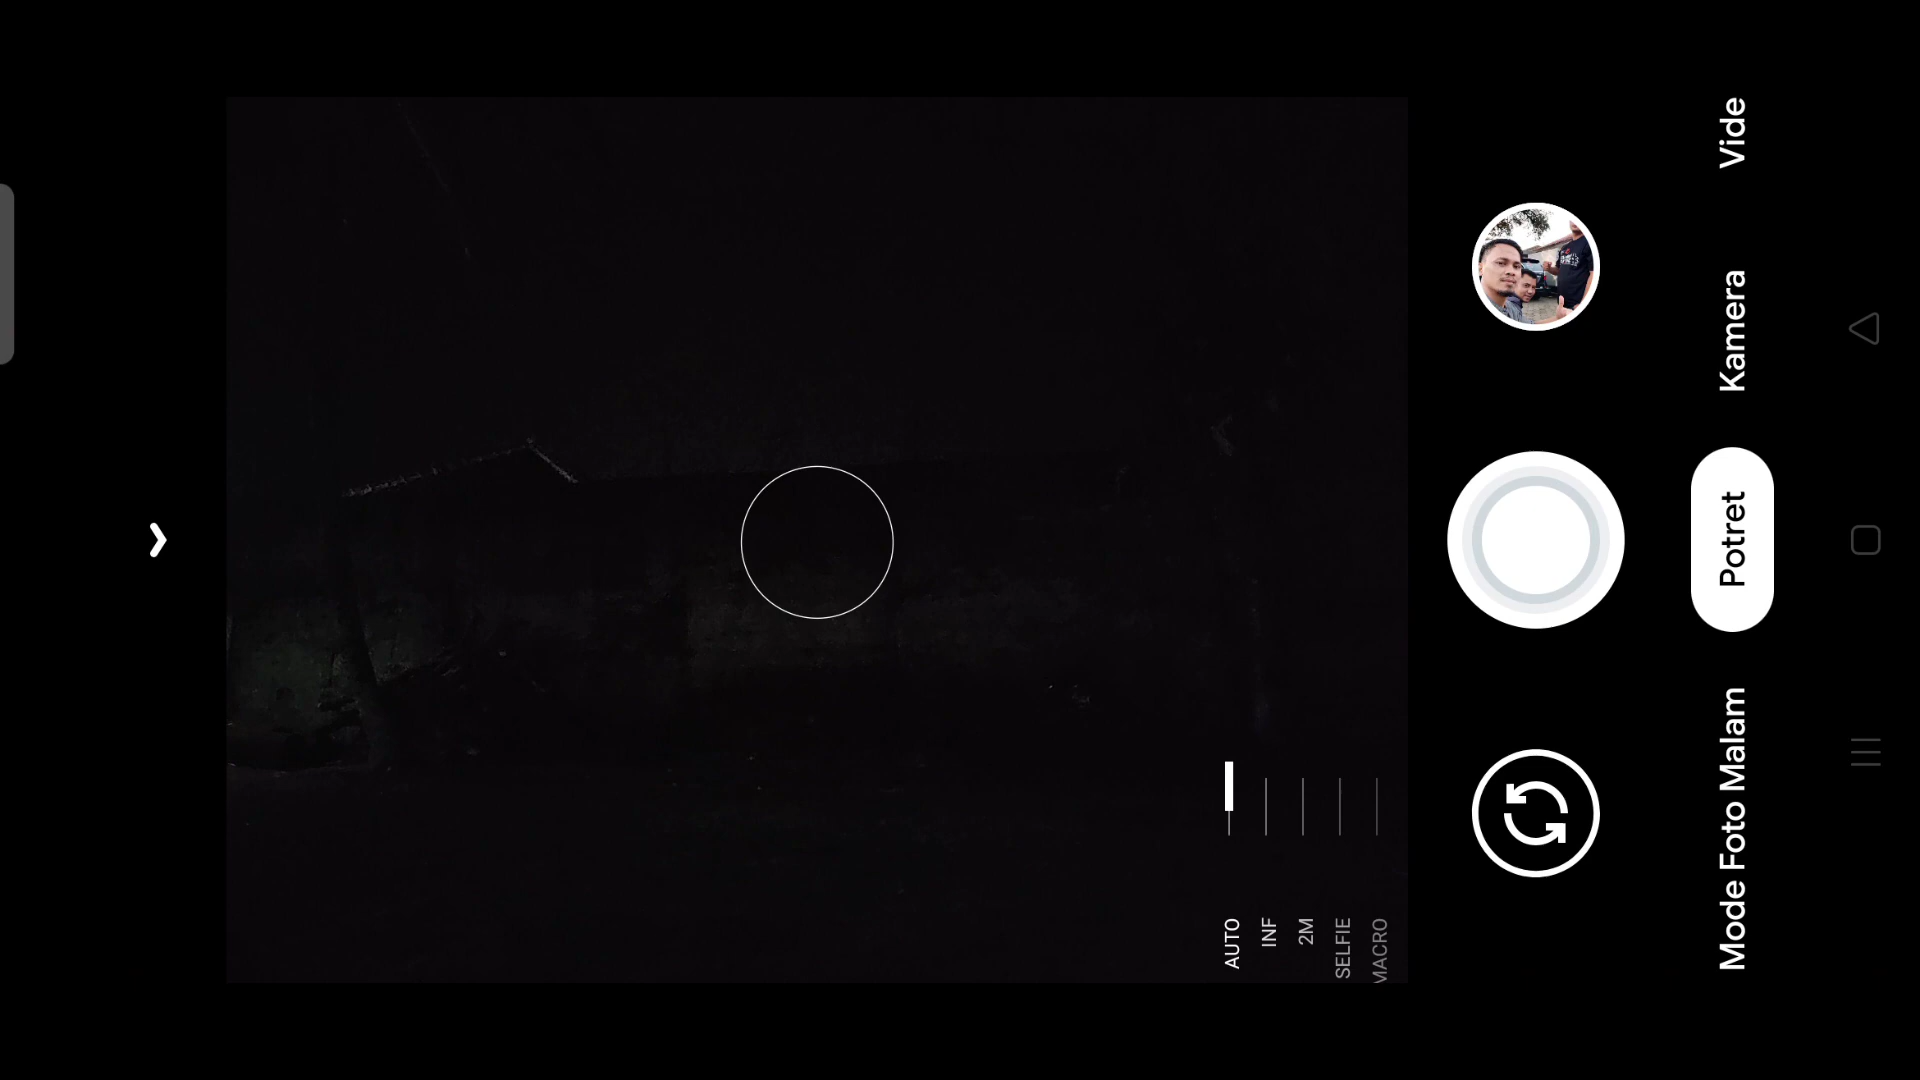 AUTO
INF
2M
SELFIE
MACRO
Mode Foto Malam
Potret
Kamera
Vide